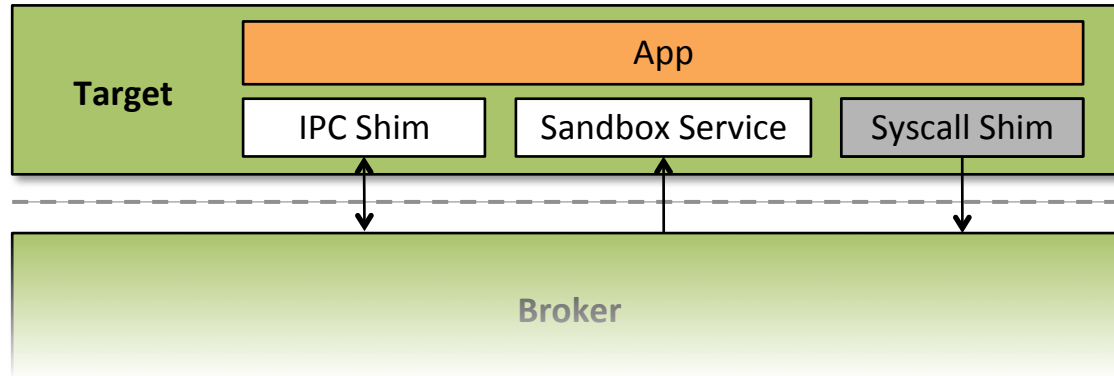 App
Target
IPC Shim
Sandbox Service
Syscall Shim
Broker